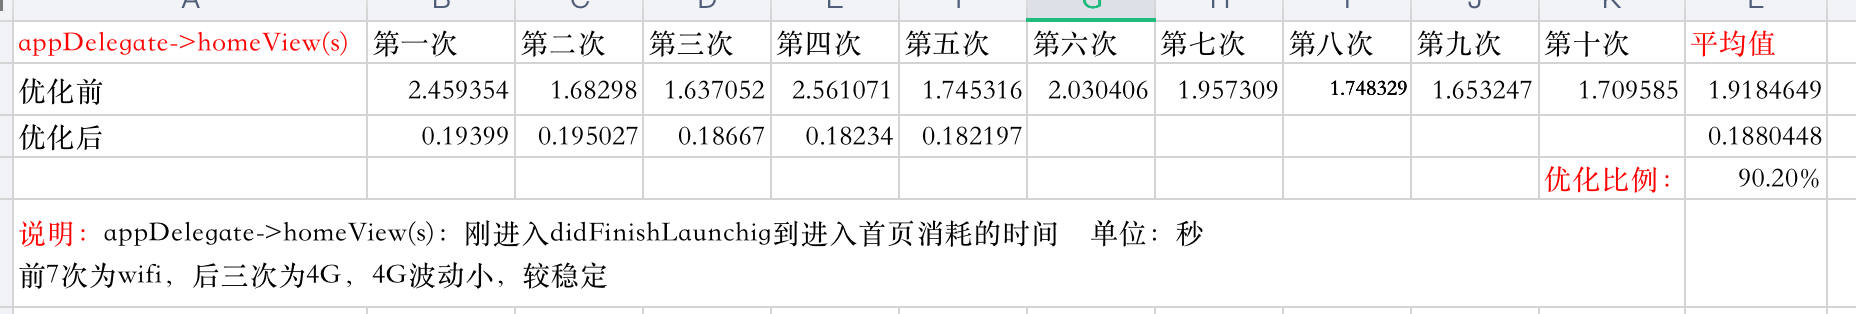 A B C D E F G H I J K L
appDelegate->homeView(s) 第一次 第二次 第三次 第四次 第五次 第六次 第七次 第八次 第九次 第十次 平均值
优化前 2.459354 1.68298 1.637052 2.561071 1.745316 2.030406 1.957309 1.748329 1.653247 1.709585 1.9184649
优化后 0.19399 0.195027 0.18667 0.18234 0.182197 0.1880448
优化比例： 90.20%
说明：appDelegate->homeView(s)：刚进入didFinishLaunchig到进入首页消耗的时间 单位：秒
前7次为wifi，后三次为4G，4G波动小，较稳定